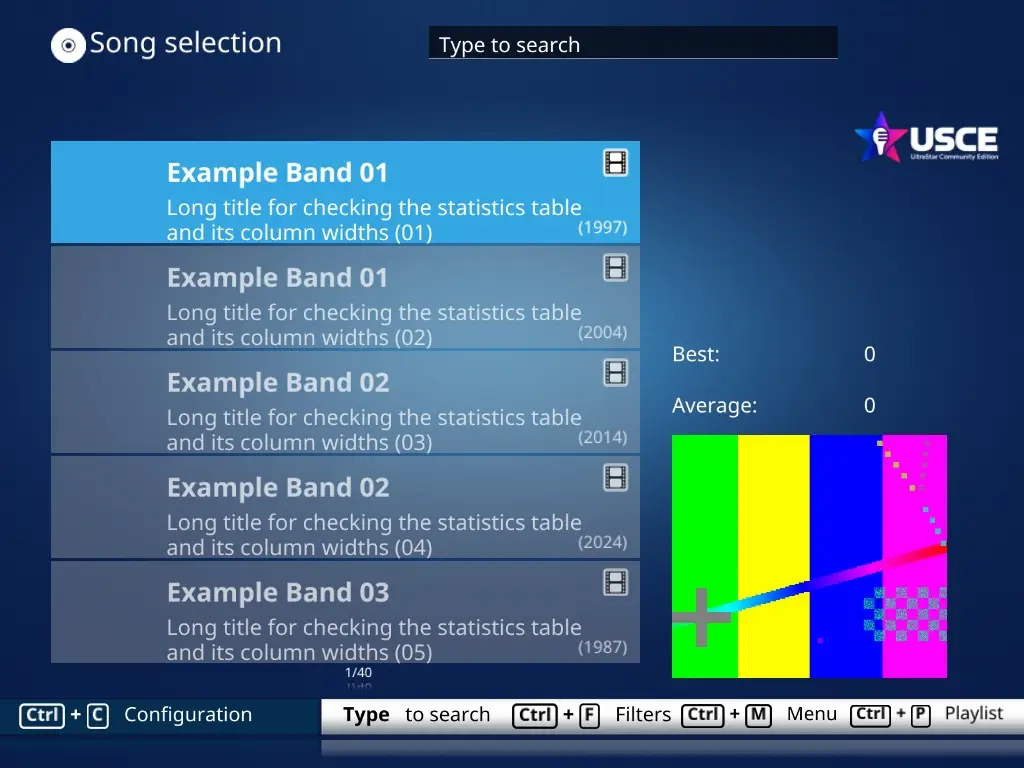 Song selection
Type to search
USCE
UltraStar Community Edition
Example Band 01
Long title for checking the statistics table
and its column widths (01)
(1997)
Example Band 01
Long title for checking the statistics table
and its column widths (02)
(2004)
Example Band 02
Long title for checking the statistics table
and its column widths (03)
(2014)
Example Band 02
Long title for checking the statistics table
and its column widths (04)
(2024)
Example Band 03
Long title for checking the statistics table
and its column widths (05)
(1987)
Best: 0
Average: 0
1/40
Ctrl + C Configuration
Type to search Ctrl + F Filters Ctrl + M Menu Ctrl + P Playlist